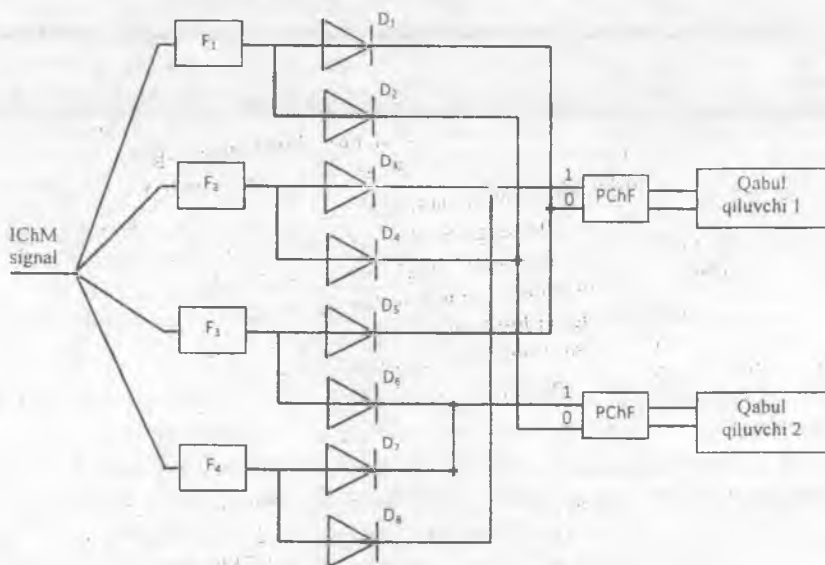 D₁
F₁
D₂
D₃
F₂
1
0
PChF
Qabul
qiluvchi 1
D₄
IChM
signal
D₅
F₃
D₆
1
0
PChF
Qabul
qiluvchi 2
D₇
F₄
D₈